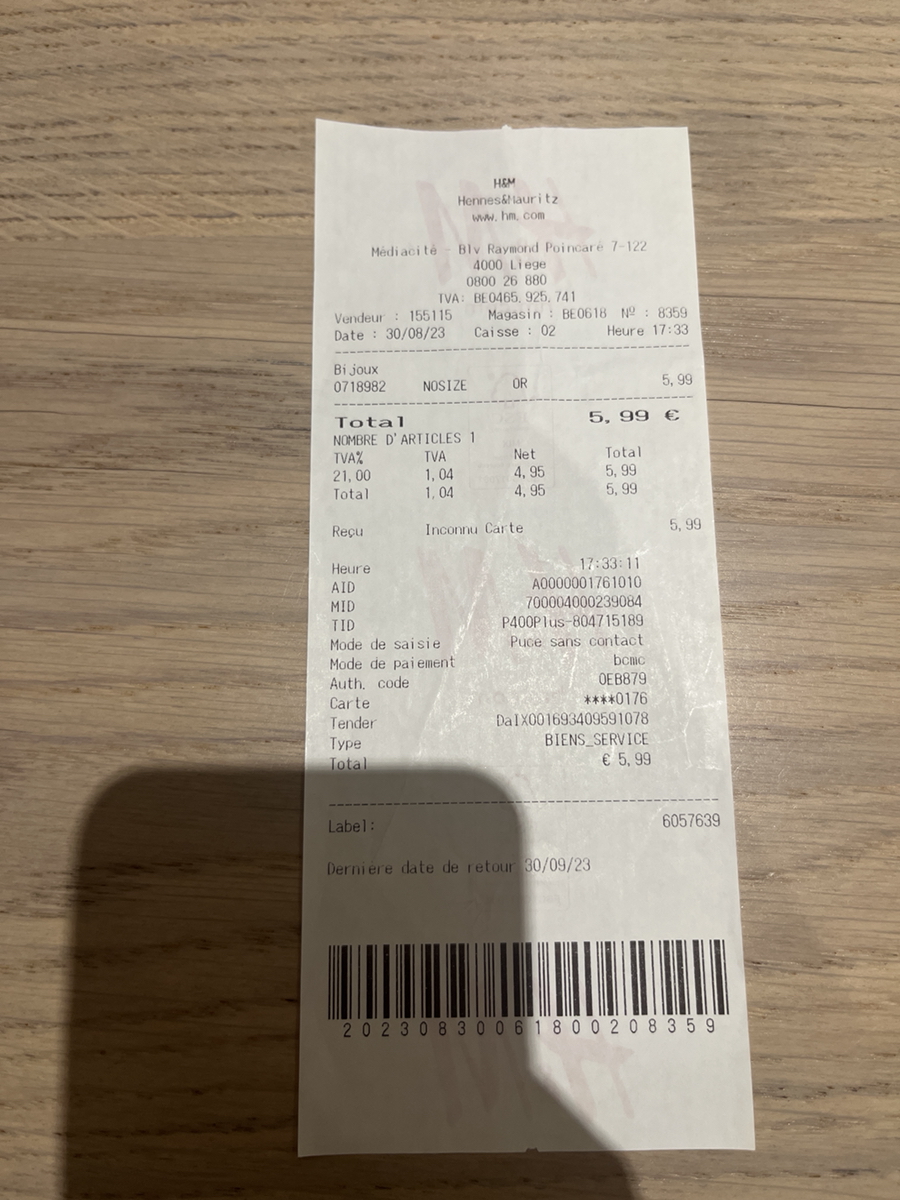 H&M
Hennes&Mauritz
www.hm.com
Médiacité - Blv Raymond Poincare 7-122
4000 Liege
0800 26 880
TVA: BE0465.925.741
Vendeur : 155115 Magasin : BE0618 Nº : 8359
Date : 30/08/23 Caisse : 02 Heure 17:33
Bijoux
0718982 NOSIZE OR 5,99
Total 5,99 €
NOMBRE D'ARTICLES 1
TVA% TVA Net Total
21,00 1,04 4,95 5,99
Total 1,04 4,95 5,99
Reçu Inconnu Carte 5,99
Heure 17:33:11
AID A0000001761010
MID 700004000239084
TID P400Plus-804715189
Mode de saisie Puce sans contact
Mode de paiement bcmc
Auth. code 0EB879
Carte ****0176
Tender DalX001693409591078
Type BIENS_SERVICE
Total € 5,99
Label: 6057639
Dernière date de retour 30/09/23
20230830061800208359